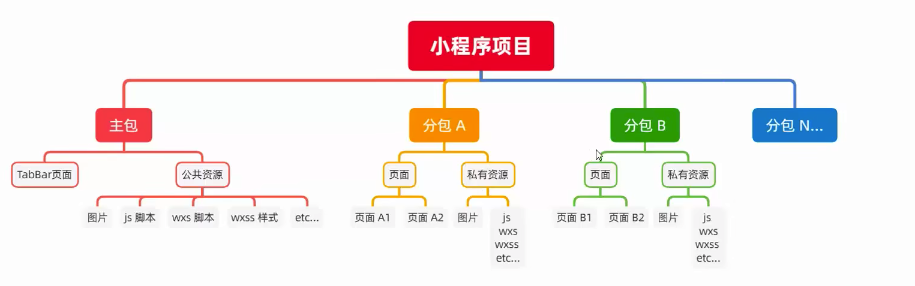 小程序项目
主包
分包 A
分包 B
分包 N...
TabBar页面
公共资源
页面
私有资源
页面
私有资源
图片
js 脚本
wxs 脚本
wxss 样式
etc...
页面 A1
页面 A2
图片
js
wxs
wxss
etc...
页面 B1
页面 B2
图片
js
wxs
wxss
etc...